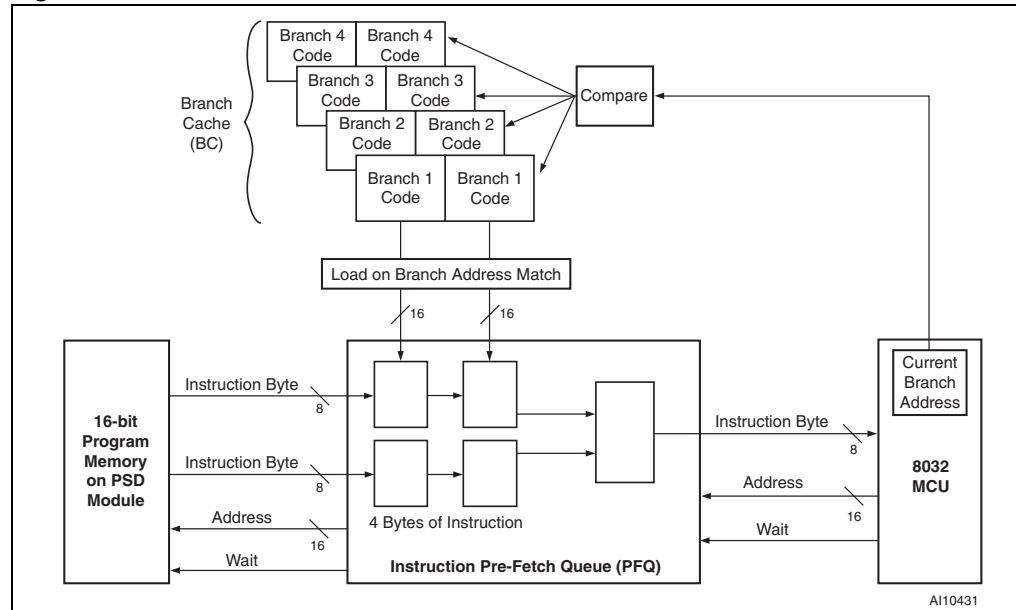 Branch 4 Code
Branch 4 Code
Branch 3 Code
Branch 3 Code
Branch 2 Code
Branch 2 Code
Branch 1 Code
Branch 1 Code
Branch
Cache
(BC)
Compare
Load on Branch Address Match
16
16
16-bit
Program
Memory
on PSD
Module
Instruction Byte
8
Instruction Byte
8
Address
16
Wait
4 Bytes of Instruction
Instruction Pre-Fetch Queue (PFQ)
Instruction Byte
8
Address
16
Wait
Current
Branch
Address
8032
MCU
AI10431